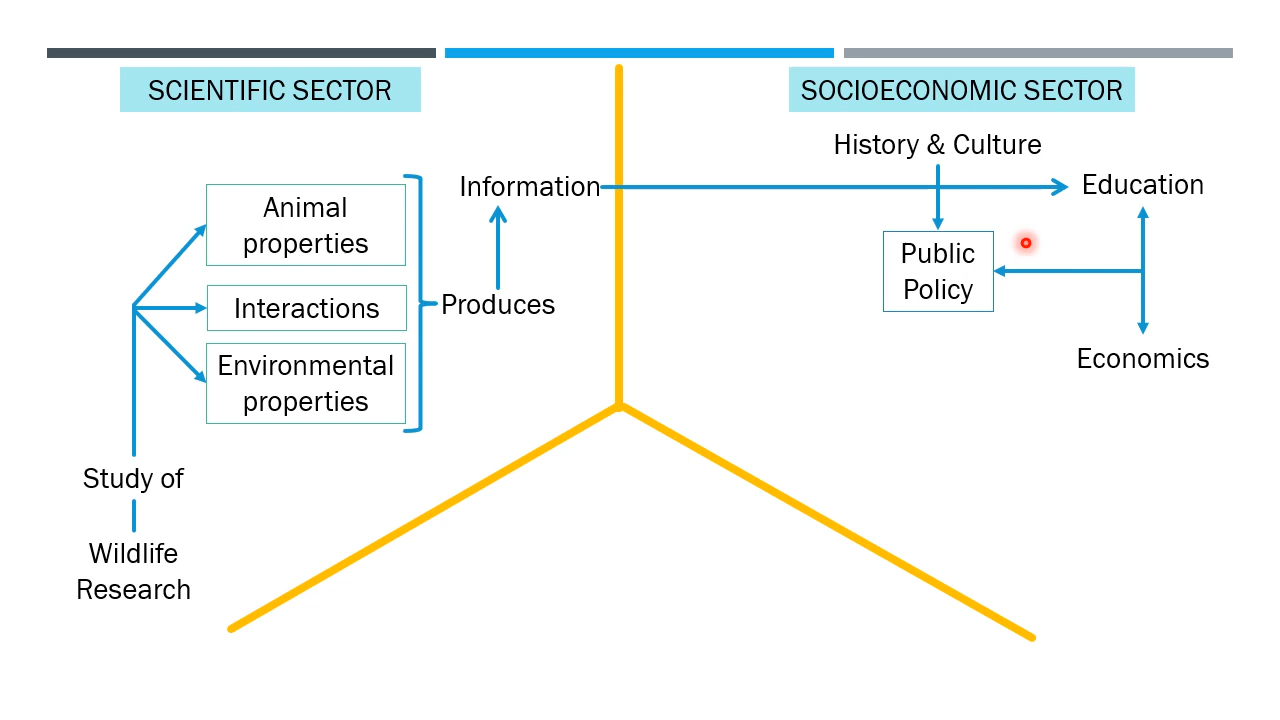 SCIENTIFIC SECTOR
Animal
properties
Interactions
Environmental
properties
Study of
Wildlife
Research
Information
Produces
SOCIOECONOMIC SECTOR
History & Culture
Education
Public
Policy
Economics